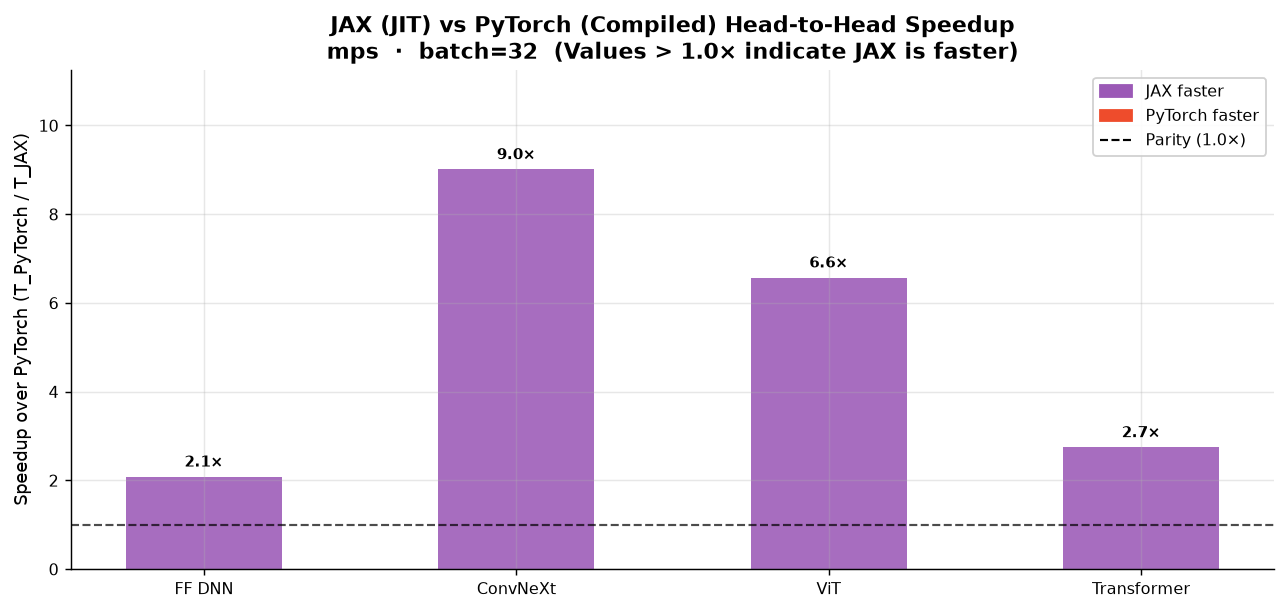 JAX (JIT) vs PyTorch (Compiled) Head-to-Head Speedup
mps · batch=32 (Values > 1.0× indicate JAX is faster)
Speedup over PyTorch (T_PyTorch / T_JAX)
10
8
6
4
2
0
2.1×
9.0×
6.6×
2.7×
FF DNN
ConvNeXt
ViT
Transformer
JAX faster
PyTorch faster
Parity (1.0×)